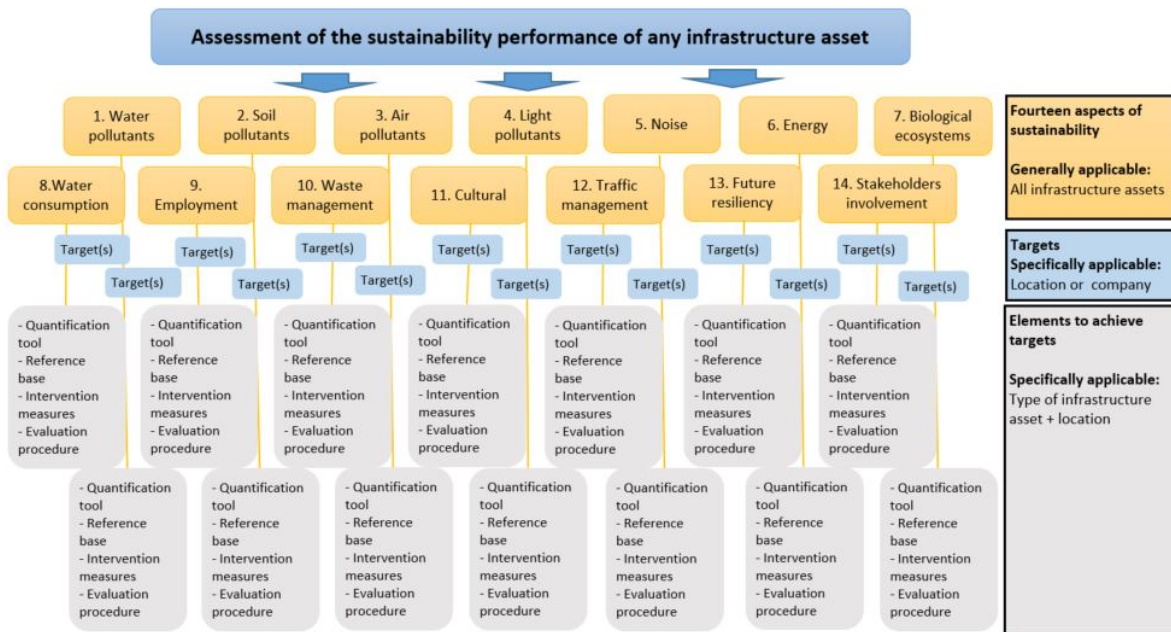 Assessment of the sustainability performance of any infrastructure asset
1. Water
pollutants
2. Soil
pollutants
3. Air
pollutants
4. Light
pollutants
5. Noise
6. Energy
7. Biological
ecosystems
8.Water
consumption
9.
Employment
10. Waste
management
11. Cultural
12. Traffic
management
13. Future
resiliency
14. Stakeholders
involvement
Target(s)
Target(s)
Target(s)
Target(s)
Target(s)
Target(s)
Target(s)
Target(s)
Target(s)
Target(s)
Target(s)
Target(s)
Target(s)
Target(s)
- Quantification
tool
- Reference
base
- Intervention
measures
- Evaluation
procedure
- Quantification
tool
- Reference
base
- Intervention
measures
- Evaluation
procedure
- Quantification
tool
- Reference
base
- Intervention
measures
- Evaluation
procedure
- Quantification
tool
- Reference
base
- Intervention
measures
- Evaluation
procedure
- Quantification
tool
- Reference
base
- Intervention
measures
- Evaluation
procedure
- Quantification
tool
- Reference
base
- Intervention
measures
- Evaluation
procedure
- Quantification
tool
- Reference
base
- Intervention
measures
- Evaluation
procedure
- Quantification
tool
- Reference
base
- Intervention
measures
- Evaluation
procedure
- Quantification
tool
- Reference
base
- Intervention
measures
- Evaluation
procedure
- Quantification
tool
- Reference
base
- Intervention
measures
- Evaluation
procedure
- Quantification
tool
- Reference
base
- Intervention
measures
- Evaluation
procedure
- Quantification
tool
- Reference
base
- Intervention
measures
- Evaluation
procedure
- Quantification
tool
- Reference
base
- Intervention
measures
- Evaluation
procedure
- Quantification
tool
- Reference
base
- Intervention
measures
- Evaluation
procedure
Fourteen aspects of
sustainability
Generally applicable:
All infrastructure assets
Targets
Specifically applicable:
Location or company
Elements to achieve
targets
Specifically applicable:
Type of infrastructure
asset + location